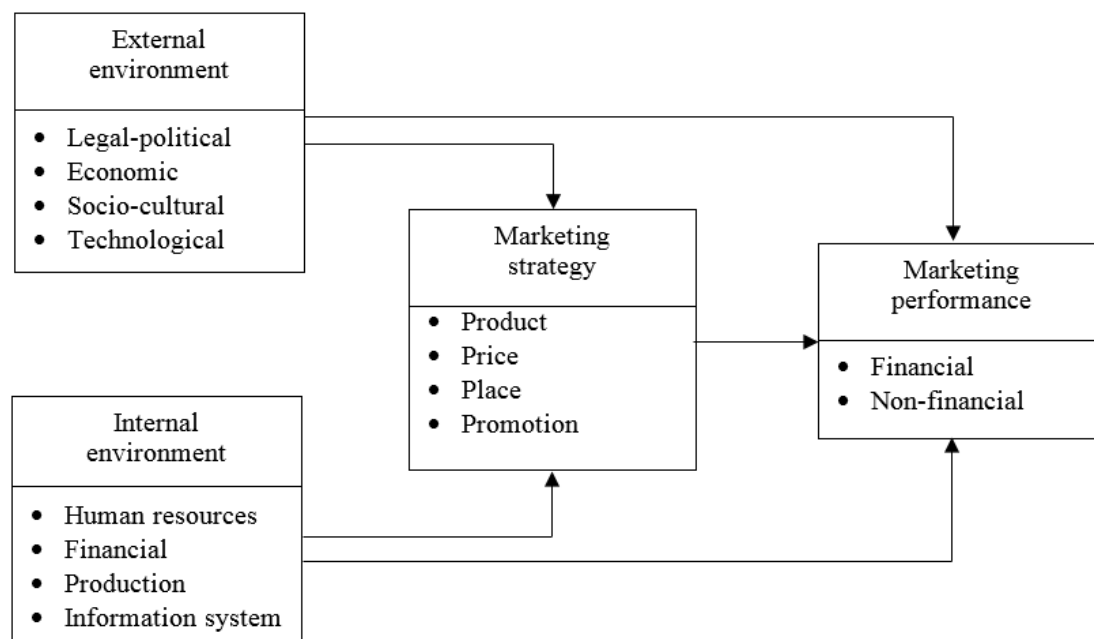 External
environment
• Legal-political
• Economic
• Socio-cultural
• Technological
Marketing
strategy
• Product
• Price
• Place
• Promotion
Marketing
performance
• Financial
• Non-financial
Internal
environment
• Human resources
• Financial
• Production
• Information system